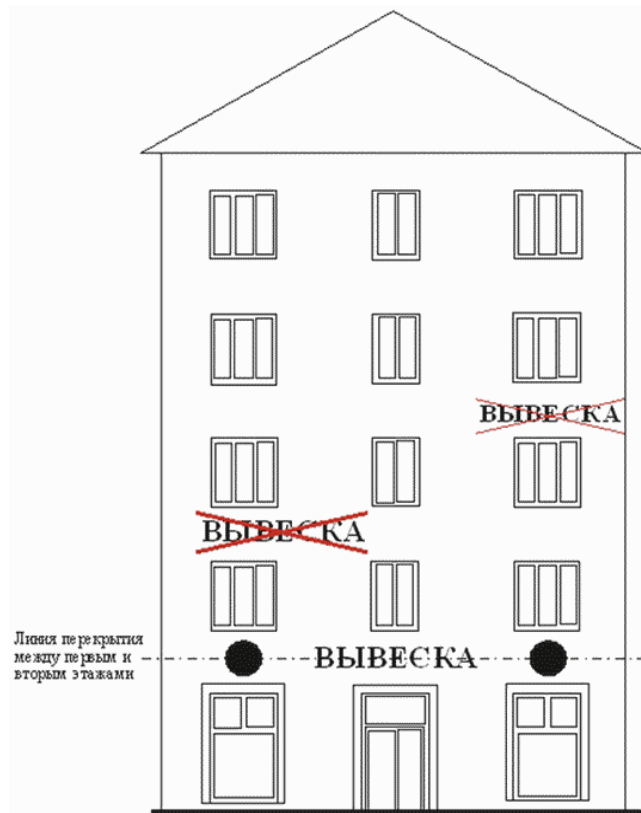 ВЫВЕСКА
ВЫВЕСКА
Линия перекрытия
между первым и
вторым этажами
ВЫВЕСКА